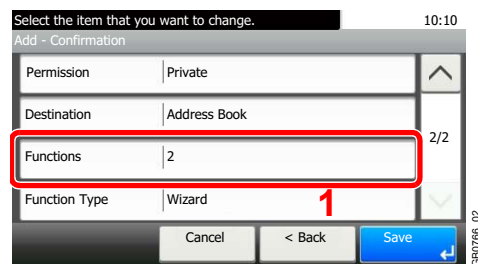 Select the item that you want to change. 10:10
Add - Confirmation
Permission Private
Destination Address Book
2/2
Functions 2
Function Type Wizard
1
Cancel < Back Save
GB0766_02